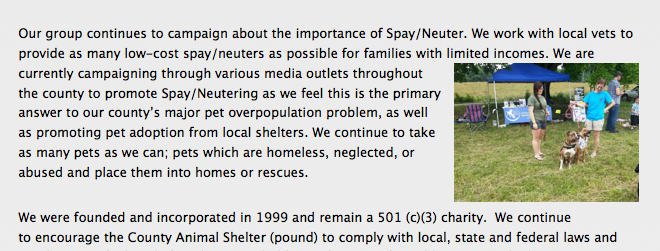 Our group continues to campaign about the importance of Spay/Neuter. We work with local vets to
provide as many low-cost spay/neuters as possible for families with limited incomes. We are
currently campaigning through various media outlets throughout
the county to promote Spay/Neutering as we feel this is the primary
answer to our county's major pet overpopulation problem, as well
as promoting pet adoption from local shelters. We continue to take
as many pets as we can; pets which are homeless, neglected, or
abused and place them into homes or rescues.
We were founded and incorporated in 1999 and remain a 501 (c)(3) charity.  We continue
to encourage the County Animal Shelter (pound) to comply with local, state and federal laws and